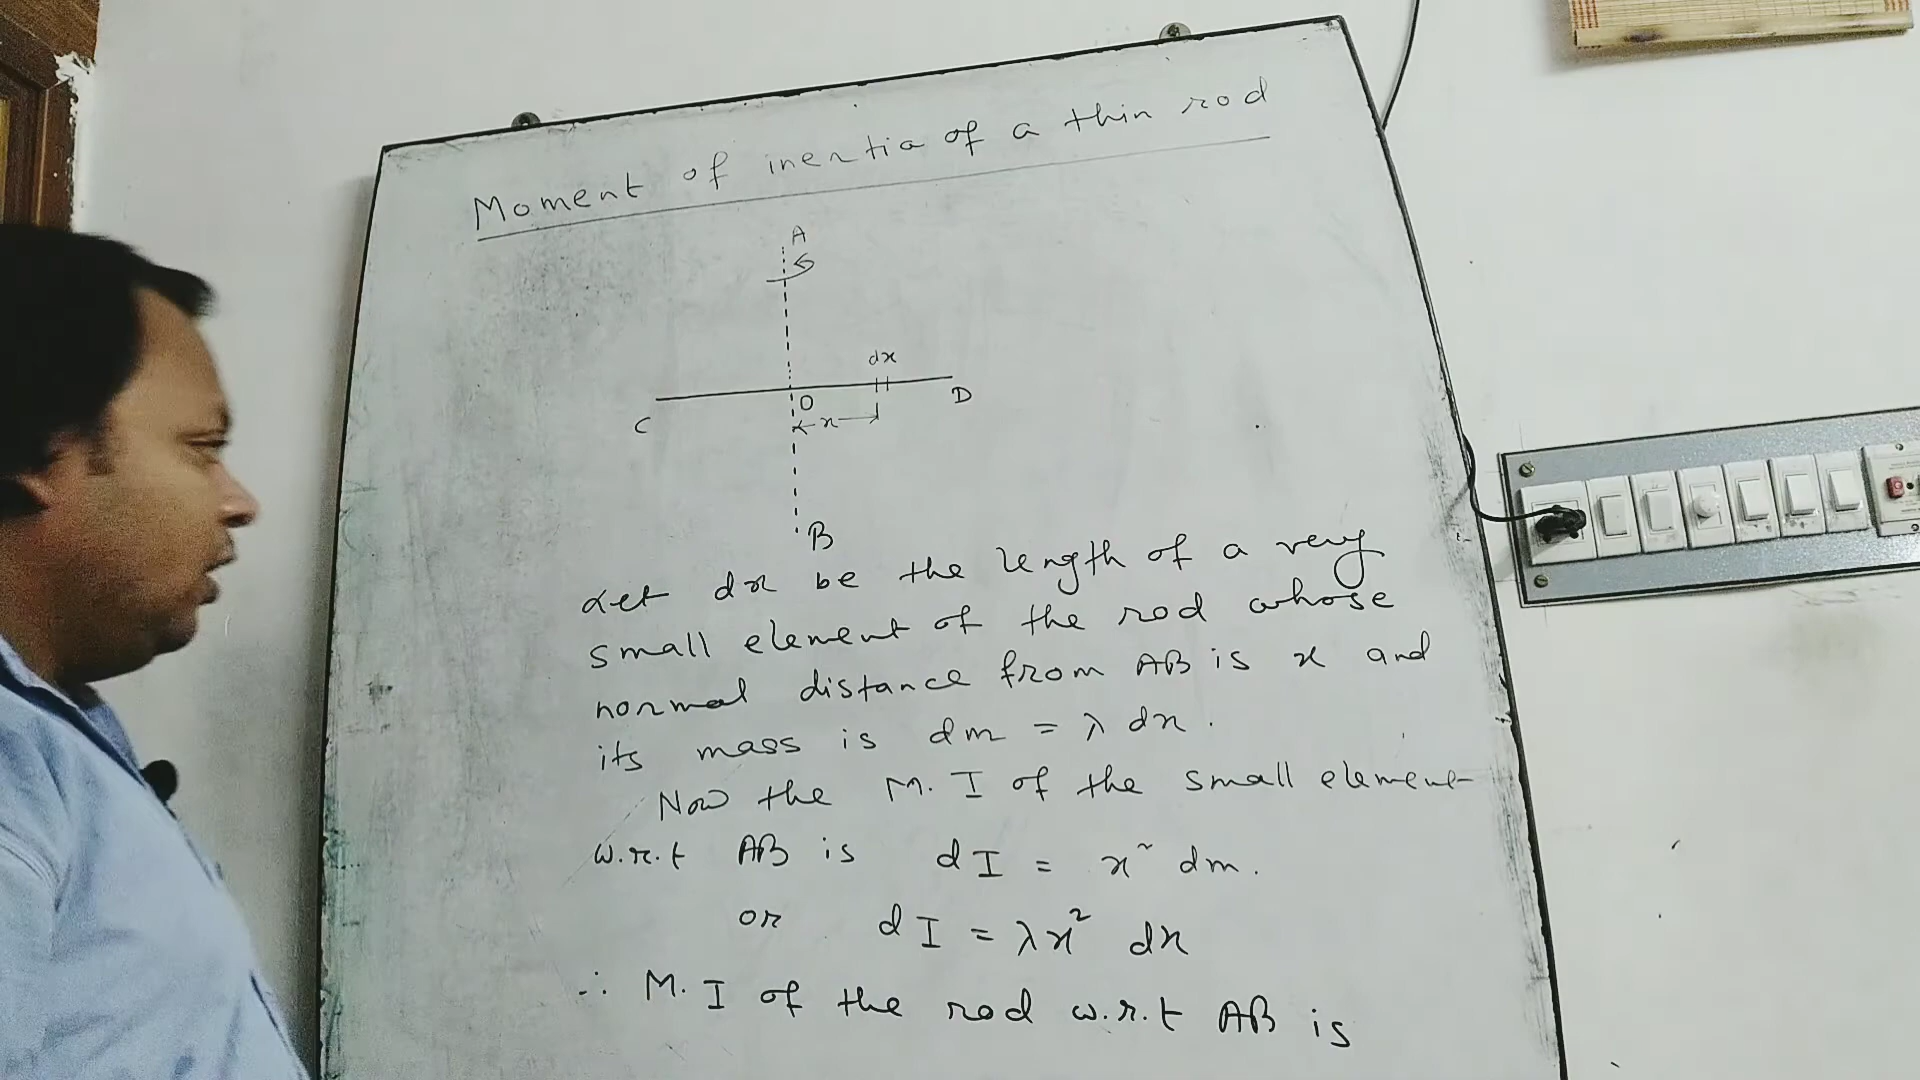 Moment of inertia of a thin rod
A
dx
C
O
D
x
B
Let dx be the length of a very
small element of the rod whose
normal distance from AB is x and
its mass is dm = λ dx.
Now the M. I of the small element
w.r.t AB is dI = x² dm.
or dI = λx² dx
∴ M. I of the rod w.r.t AB is